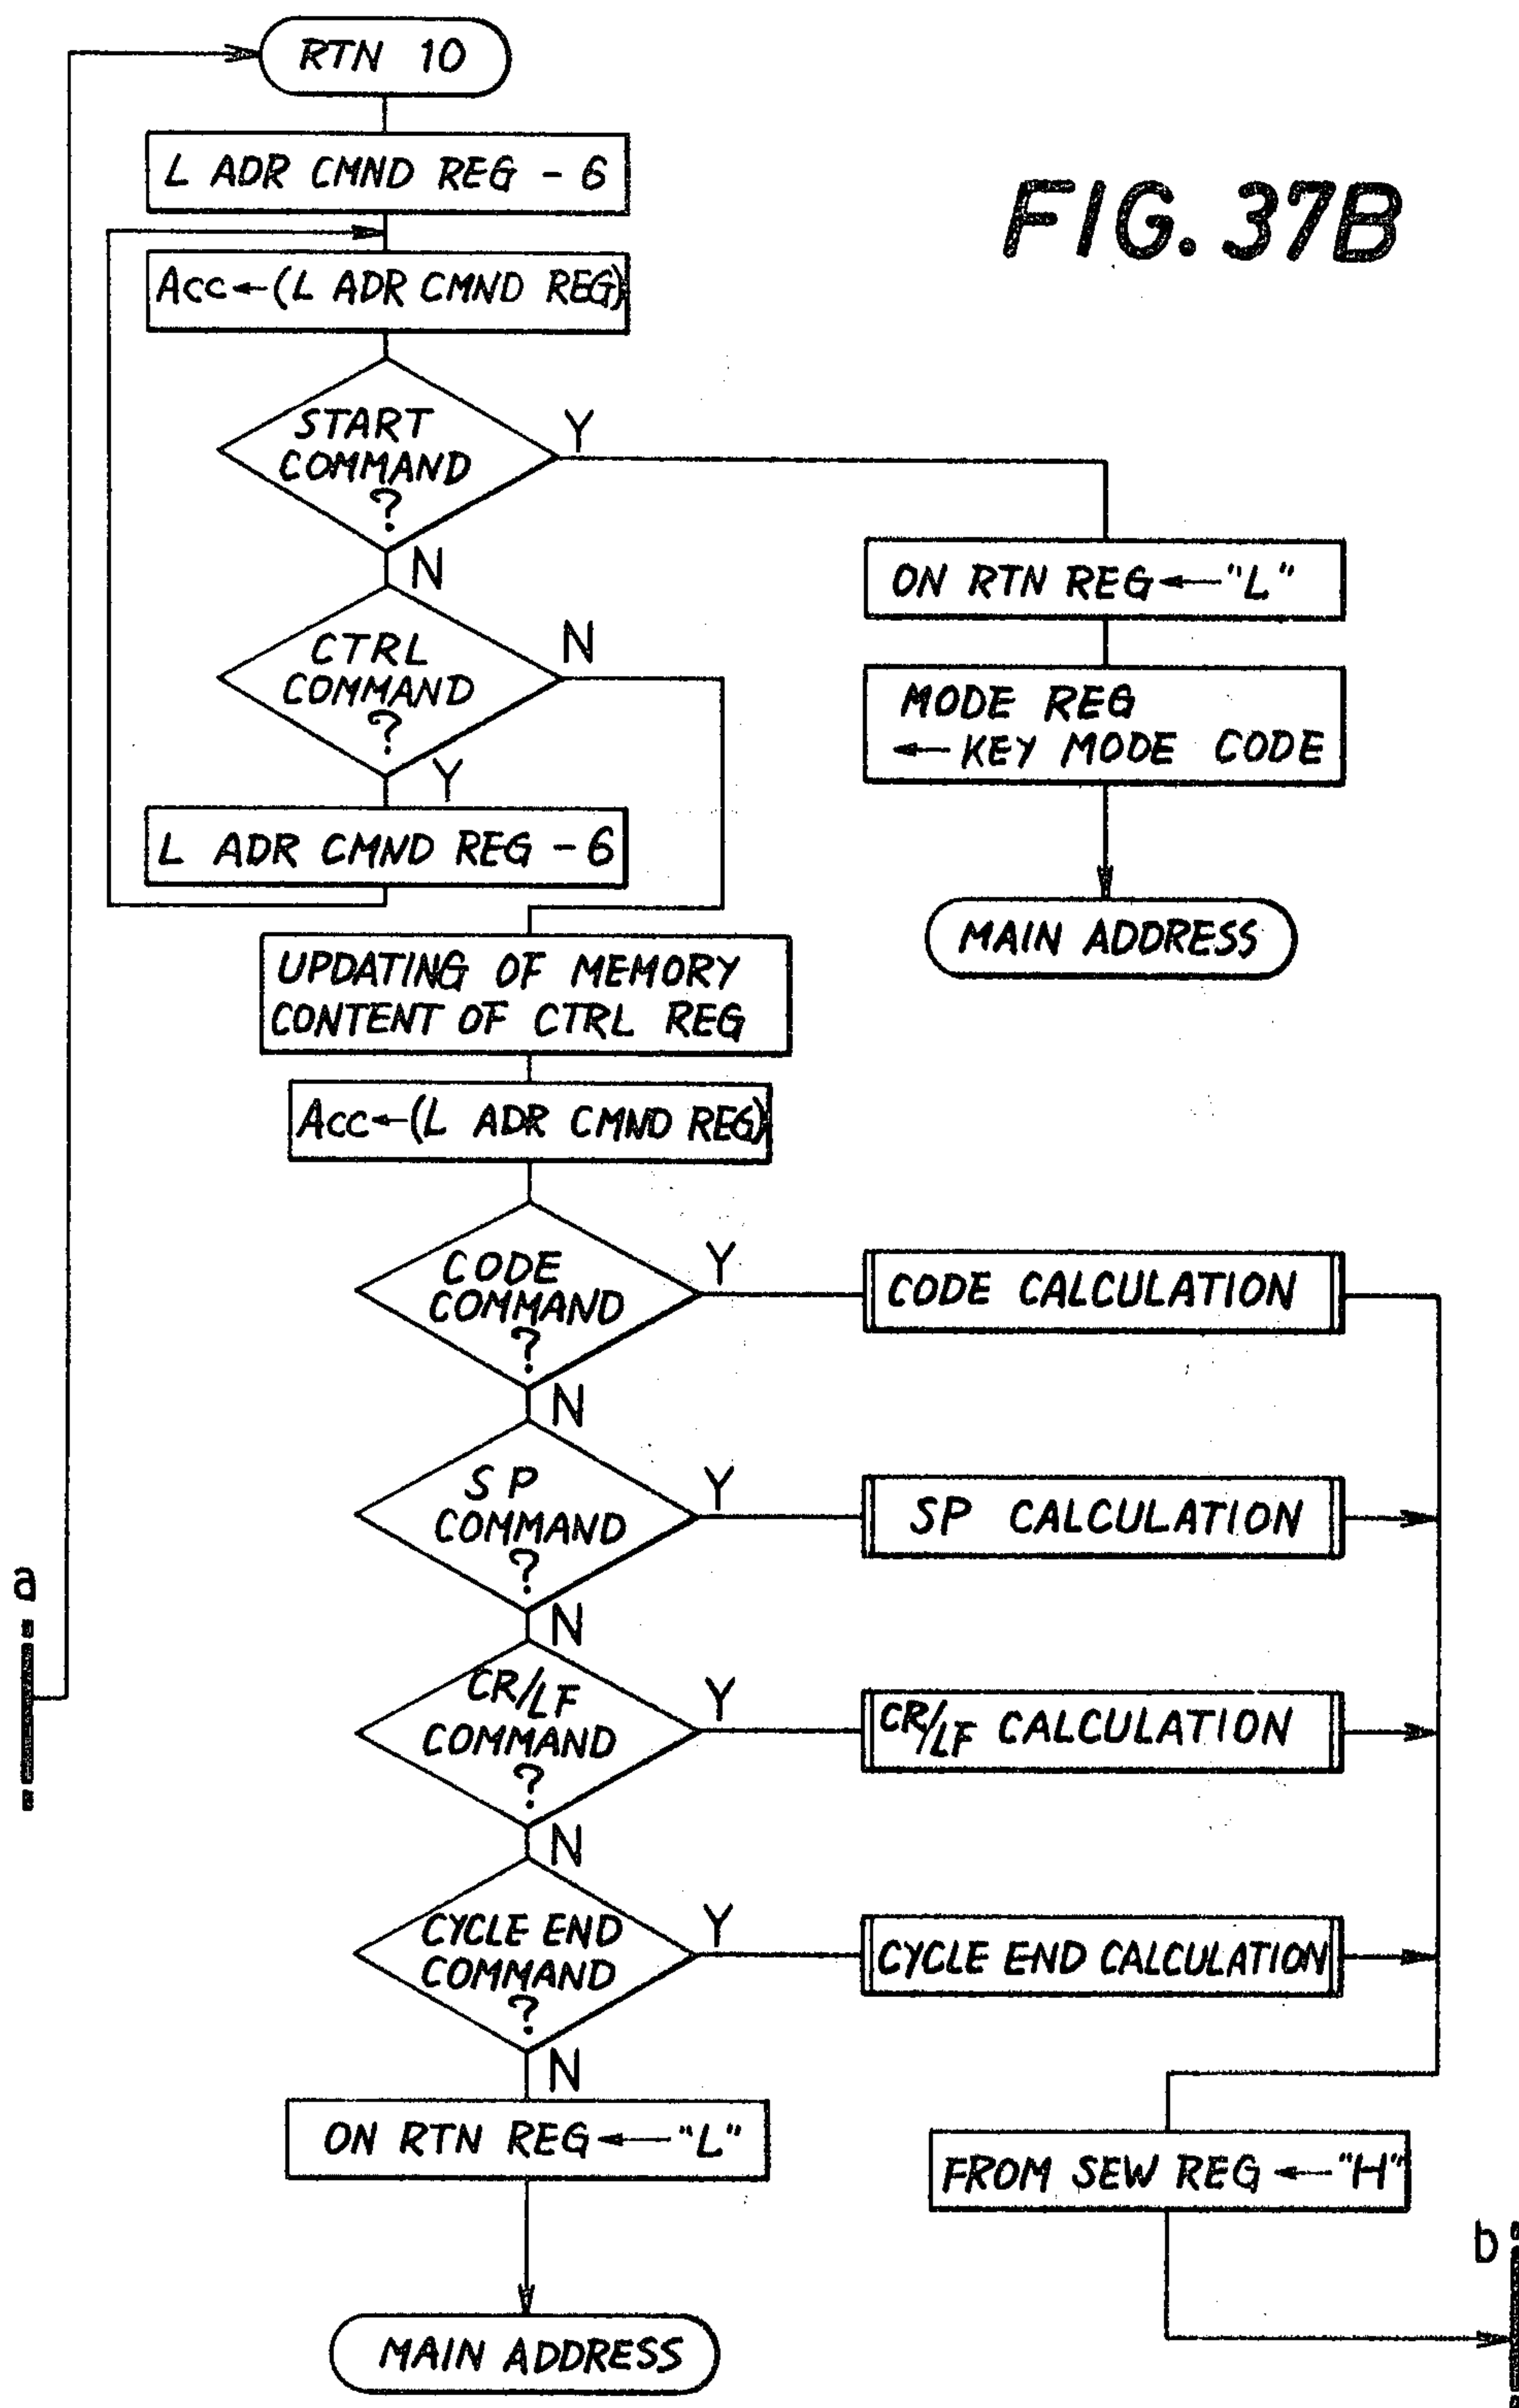 RTN 10
L ADR CMND REG - 6
FIG. 37B
Acc←(L ADR CMND REG)
START
COMMAND
?
Y
N
ON RTN REG←"L"
CTRL
COMMAND
?
N
Y
MODE REG
← KEY MODE CODE
L ADR CMND REG - 6
MAIN ADDRESS
UPDATING OF MEMORY
CONTENT OF CTRL REG
Acc←(L ADR CMND REG)
CODE
COMMAND
?
Y
N
CODE CALCULATION
SP
COMMAND
?
Y
N
SP CALCULATION
a
CR/LF
COMMAND
?
Y
N
CR/LF CALCULATION
CYCLE END
COMMAND
?
Y
N
CYCLE END CALCULATION
ON RTN REG←"L"
FROM SEW REG←"H"
b
MAIN ADDRESS